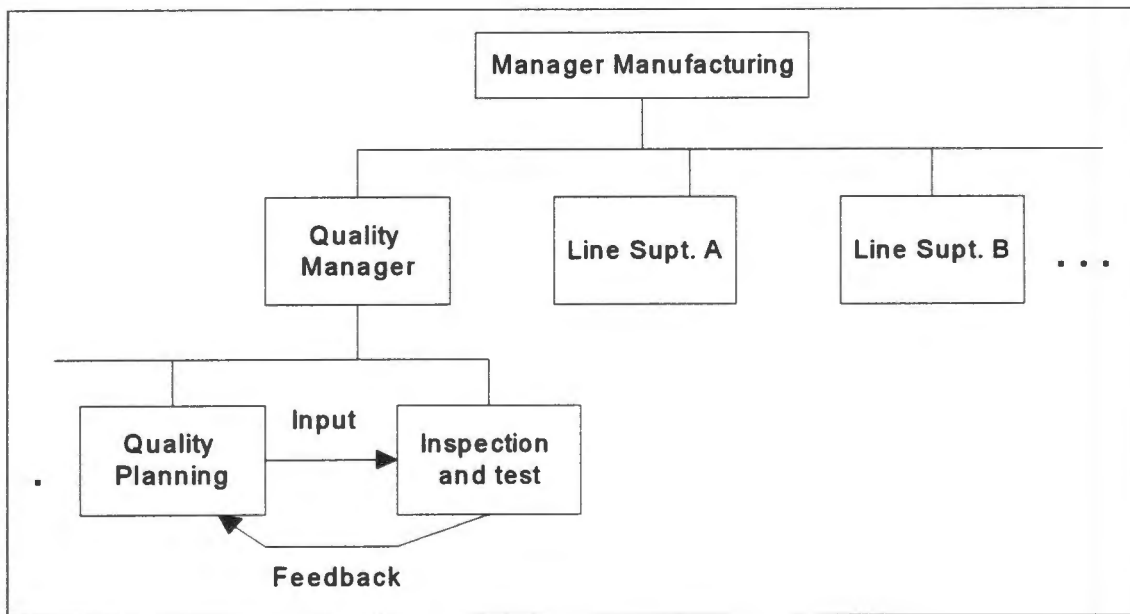 Manager Manufacturing
Quality
Manager
Line Supt. A
Line Supt. B
. . .
Quality
Planning
Input
Inspection
and test
.
Feedback